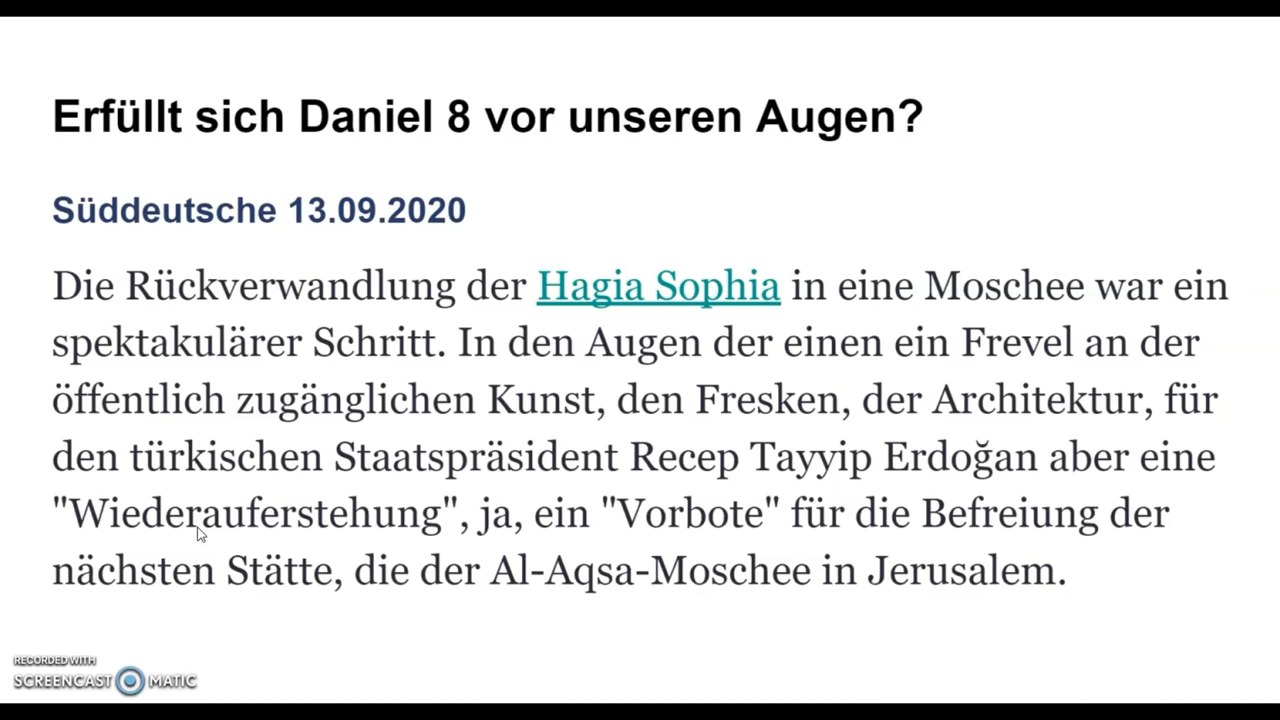 Erfüllt sich Daniel 8 vor unseren Augen?
Süddeutsche 13.09.2020
Die Rückverwandlung der Hagia Sophia in eine Moschee war ein
spektakulärer Schritt. In den Augen der einen ein Frevel an der
öffentlich zugänglichen Kunst, den Fresken, der Architektur, für
den türkischen Staatspräsident Recep Tayyip Erdoğan aber eine
"Wiederauferstehung", ja, ein "Vorbote" für die Befreiung der
nächsten Stätte, die der Al-Aqsa-Moschee in Jerusalem.
RECORDED WITH
SCREENCAST MATIC